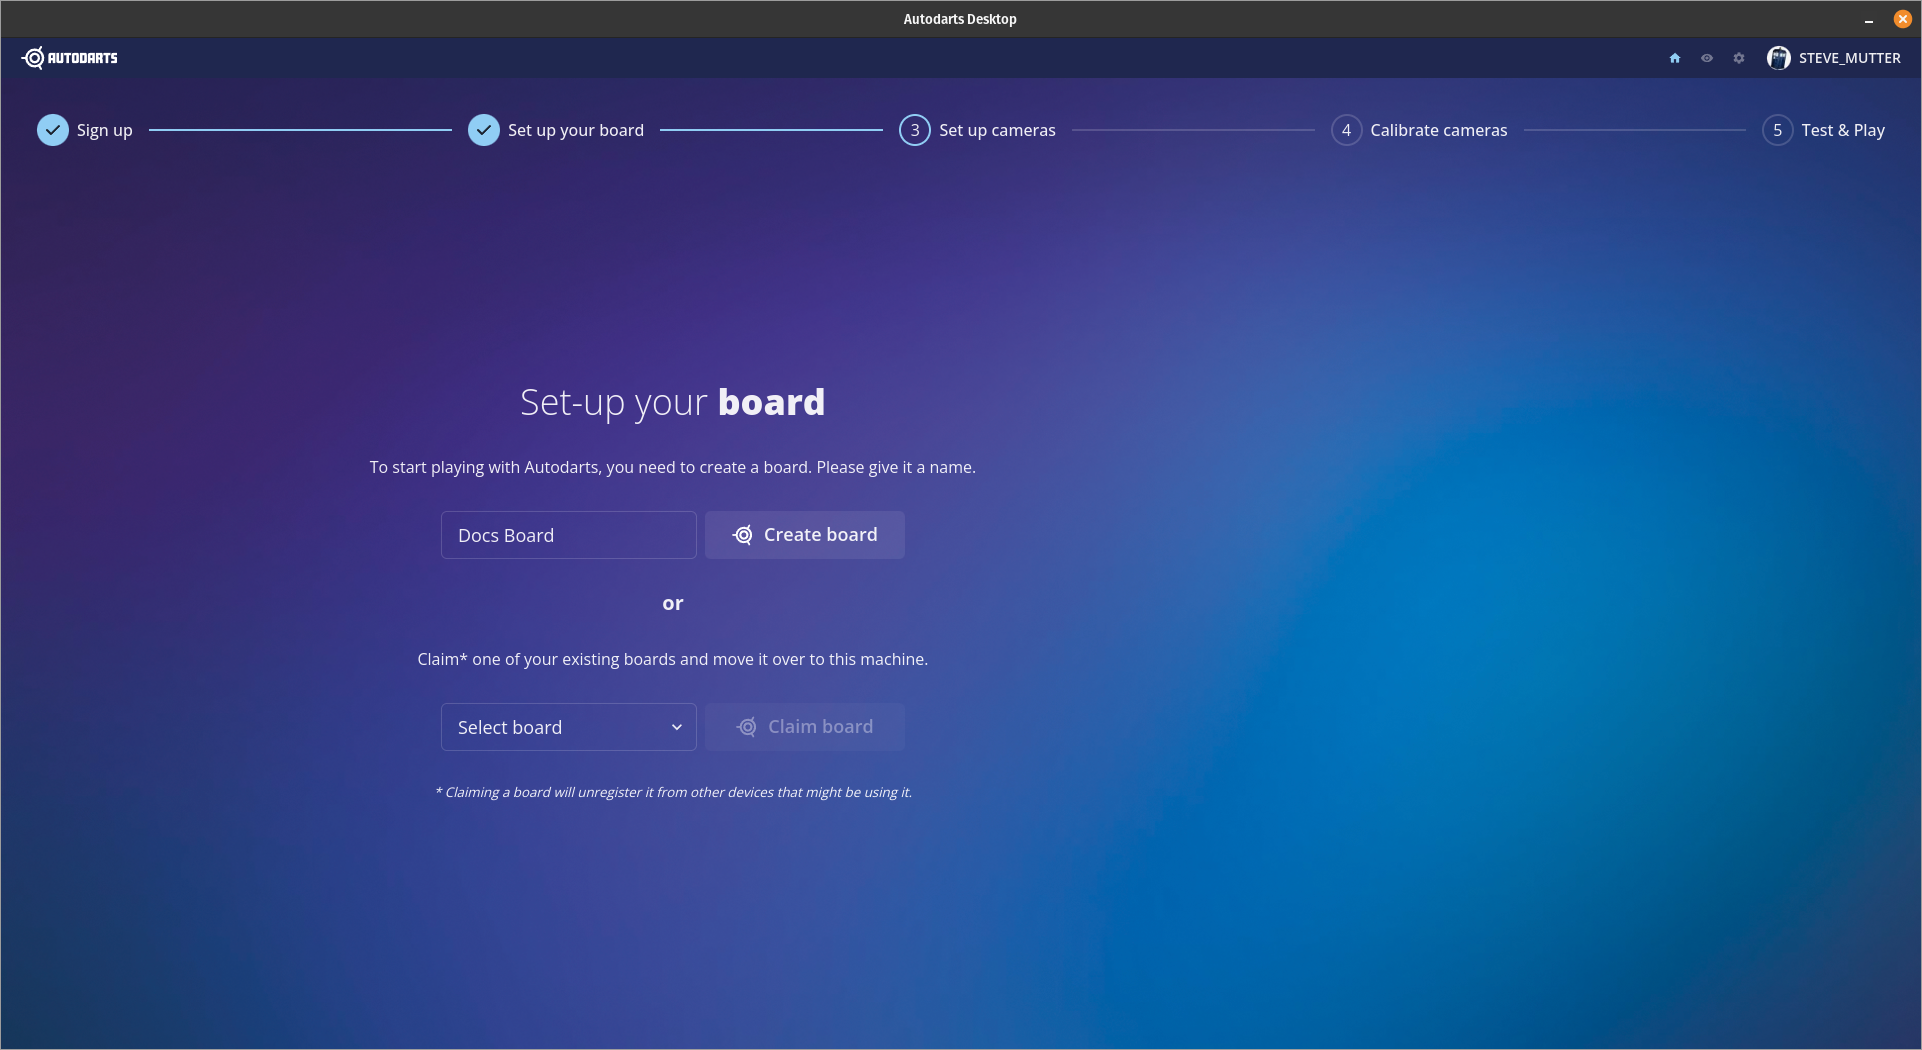 Autodarts Desktop
AUTODARTS
STEVE_MUTTER
Sign up
Set up your board
3 Set up cameras
4 Calibrate cameras
5 Test & Play
Set-up your board
To start playing with Autodarts, you need to create a board. Please give it a name.
Docs Board
Create board
or
Claim* one of your existing boards and move it over to this machine.
Select board
Claim board
* Claiming a board will unregister it from other devices that might be using it.